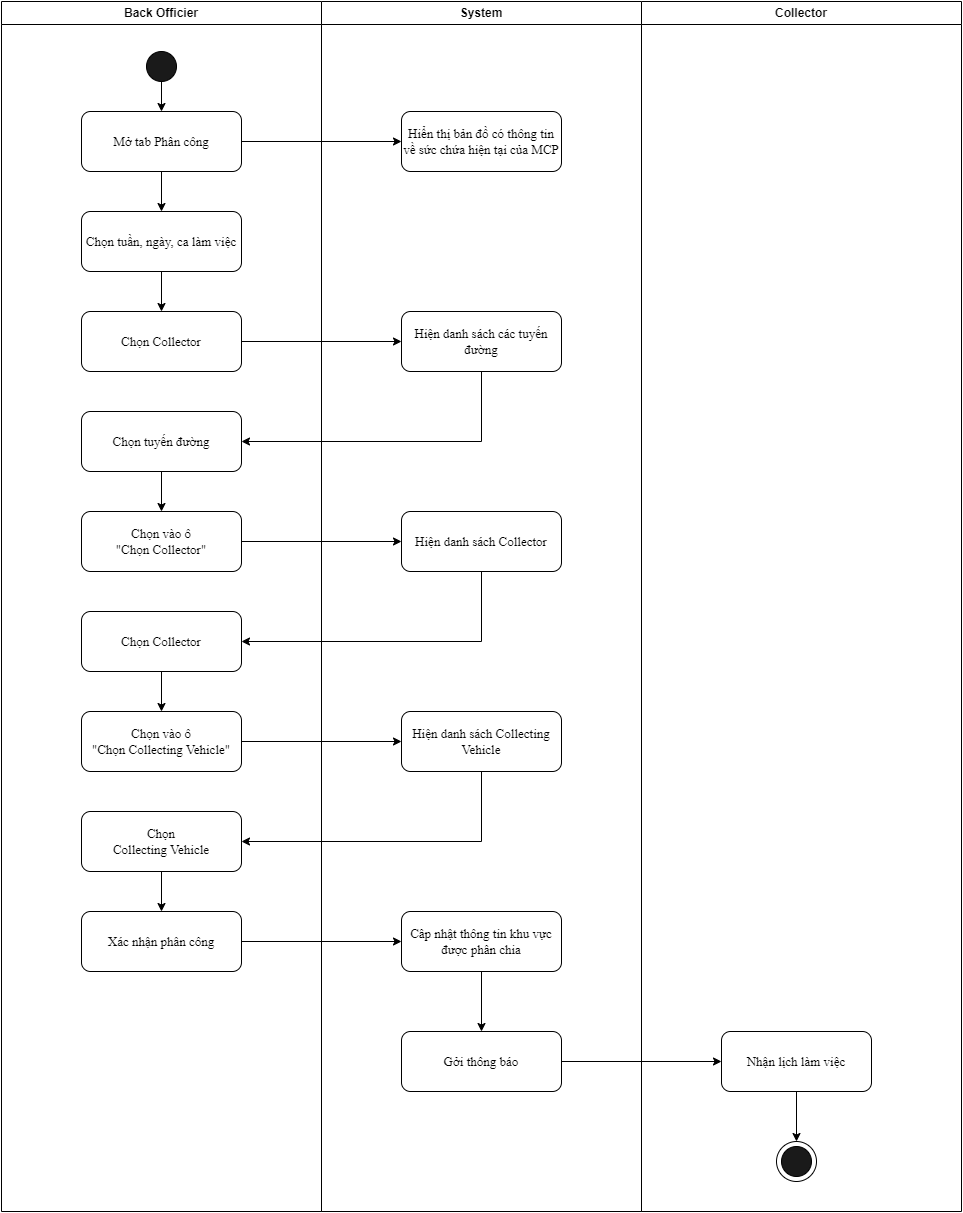 Back Officier
System
Collector
Mở tab Phân công
Hiển thị bản đồ có thông tin
về sức chứa hiện tại của MCP
Chọn tuần, ngày, ca làm việc
Chọn Collector
Hiện danh sách các tuyến
đường
Chọn tuyến đường
Chọn vào ô
"Chọn Collector"
Hiện danh sách Collector
Chọn Collector
Chọn vào ô
"Chọn Collecting Vehicle"
Hiện danh sách Collecting
Vehicle
Chọn
Collecting Vehicle
Xác nhận phân công
Câp nhật thông tin khu vực
được phân chia
Gởi thông báo
Nhận lịch làm việc